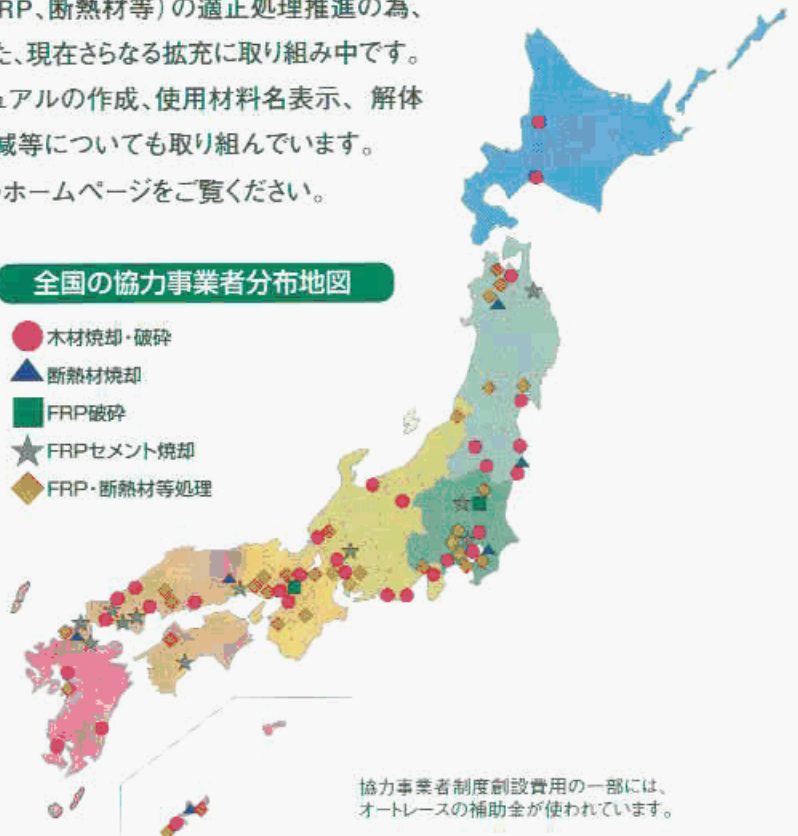 RP、断熱材等)の適正処理推進の為、
た、現在さらなる拡充に取り組み中です。
ュアルの作成、使用材料名表示、解体
減等についても取り組んでいます。
ホームページをご覧ください。
全国の協力事業者分布地図
木材焼却・破砕
断熱材焼却
FRP破砕
FRPセメント焼却
FRP・断熱材等処理
協力事業者制度創設費用の一部には、
オートレースの補助金が使われています。